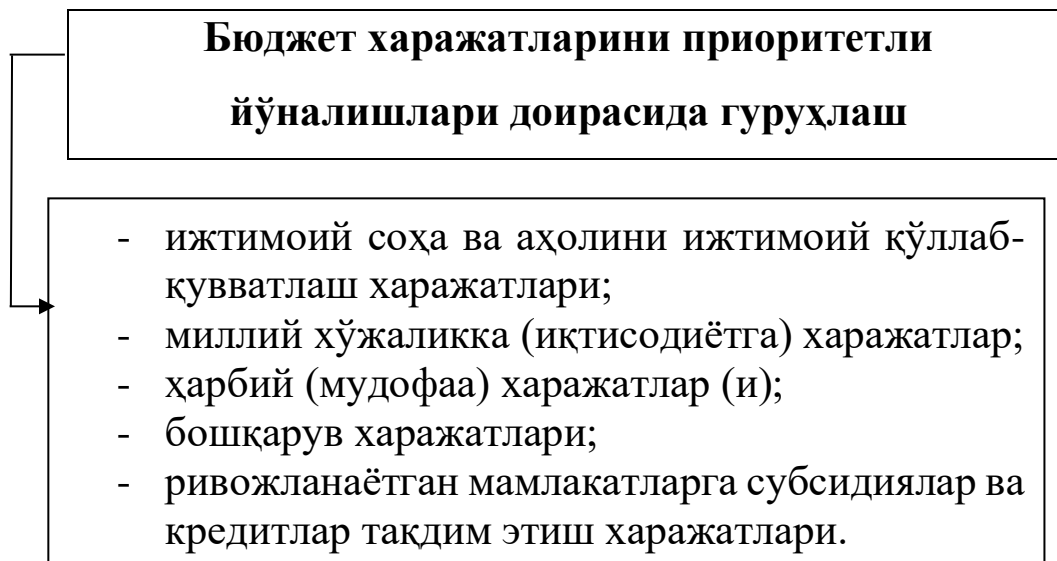 Бюджет харажатларини приоритетли
йўналишлари доирасида гуруҳлаш
- ижтимоий соҳа ва аҳолини ижтимоий қўллаб-
қувватлаш харажатлари;
- миллий хўжаликка (иқтисодиётга) харажатлар;
- ҳарбий (мудофаа) харажатлар (и);
- бошқарув харажатлари;
- ривожланаётган мамлакатларга субсидиялар ва
кредитлар тақдим этиш харажатлари.